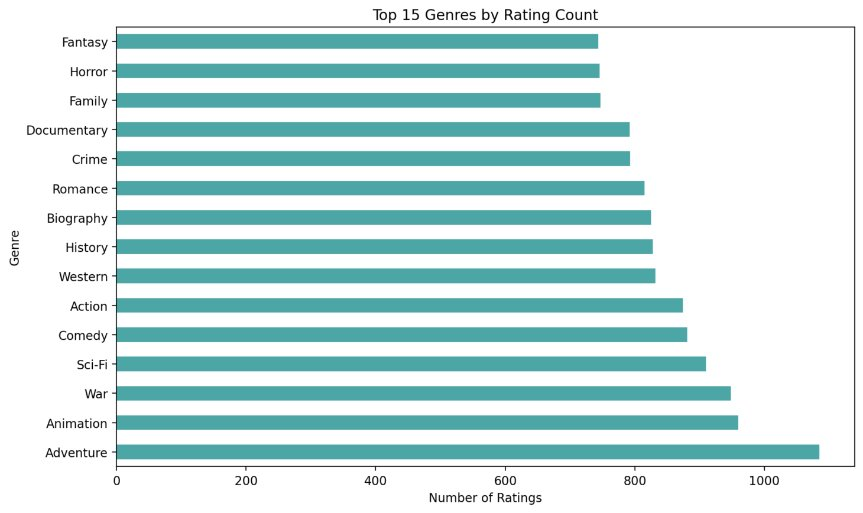 Top 15 Genres by Rating Count
Genre
Fantasy
Horror
Family
Documentary
Crime
Romance
Biography
History
Western
Action
Comedy
Sci-Fi
War
Animation
Adventure
0 200 400 600 800 1000
Number of Ratings